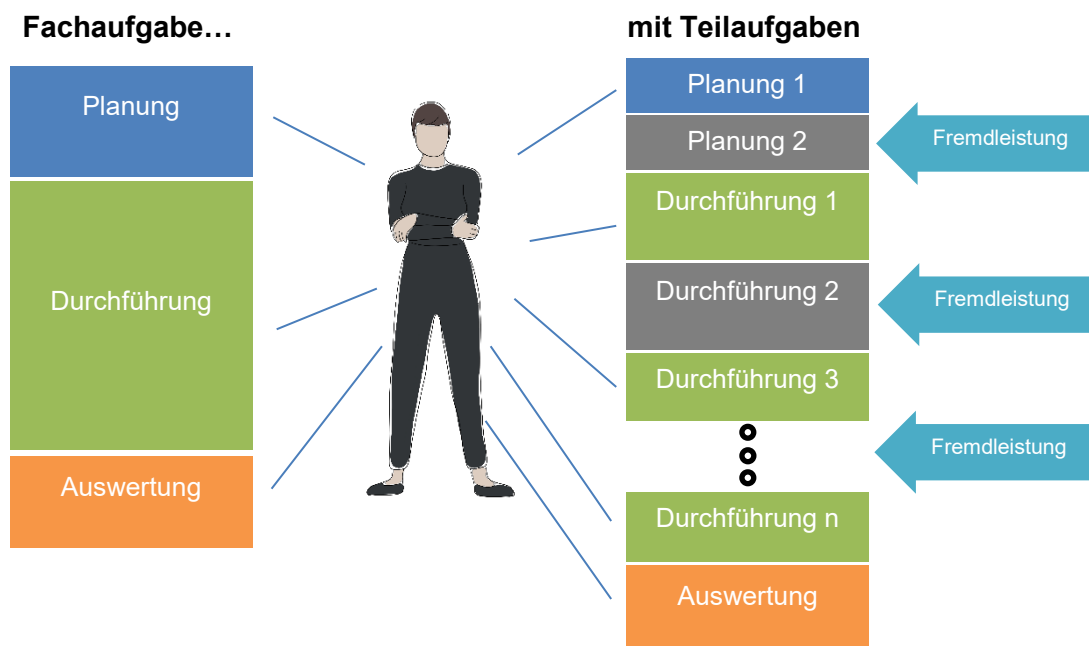 Fachaufgabe…
Planung
Durchführung
Auswertung
mit Teilaufgaben
Planung 1
Planung 2
Durchführung 1
Durchführung 2
Durchführung 3
Durchführung n
Auswertung
Fremdleistung
Fremdleistung
Fremdleistung